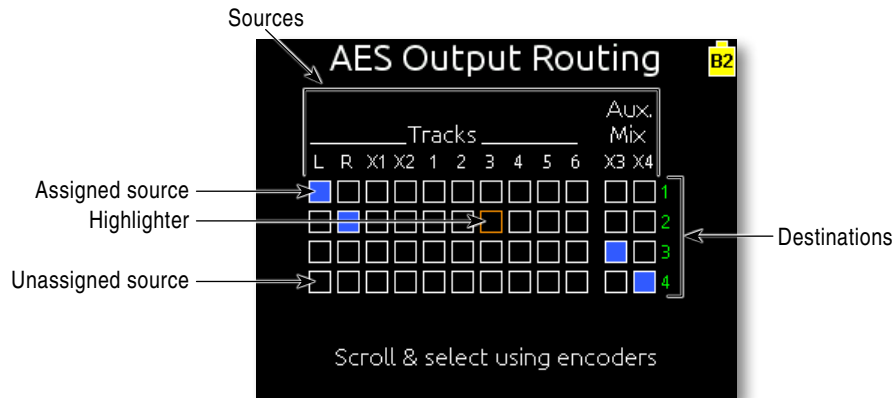 Sources
AES Output Routing
B2
Aux.
Tracks Mix
L R X1 X2 1 2 3 4 5 6 X3 X4
Assigned source 1
Highlighter 2
Destinations
3
Unassigned source 4
Scroll & select using encoders